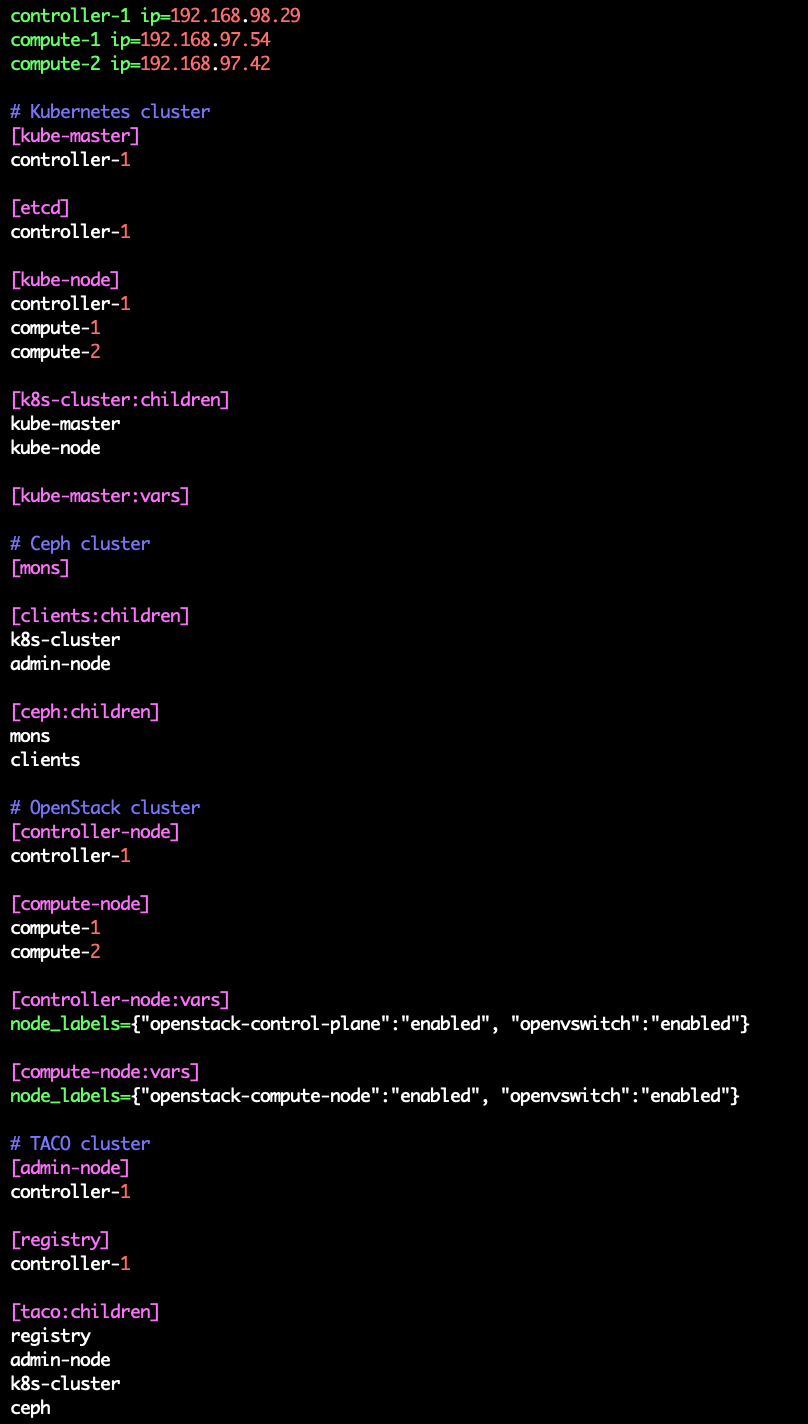 controller-1 ip=192.168.98.29
compute-1 ip=192.168.97.54
compute-2 ip=192.168.97.42
# Kubernetes cluster
[kube-master]
controller-1
[etcd]
controller-1
[kube-node]
controller-1
compute-1
compute-2
[k8s-cluster:children]
kube-master
kube-node
[kube-master:vars]
# Ceph cluster
[mons]
[clients:children]
k8s-cluster
admin-node
[ceph:children]
mons
clients
# OpenStack cluster
[controller-node]
controller-1
[compute-node]
compute-1
compute-2
[controller-node:vars]
node_labels={"openstack-control-plane":"enabled", "openvswitch":"enabled"}
[compute-node:vars]
node_labels={"openstack-compute-node":"enabled", "openvswitch":"enabled"}
# TACO cluster
[admin-node]
controller-1
[registry]
controller-1
[taco:children]
registry
admin-node
k8s-cluster
ceph